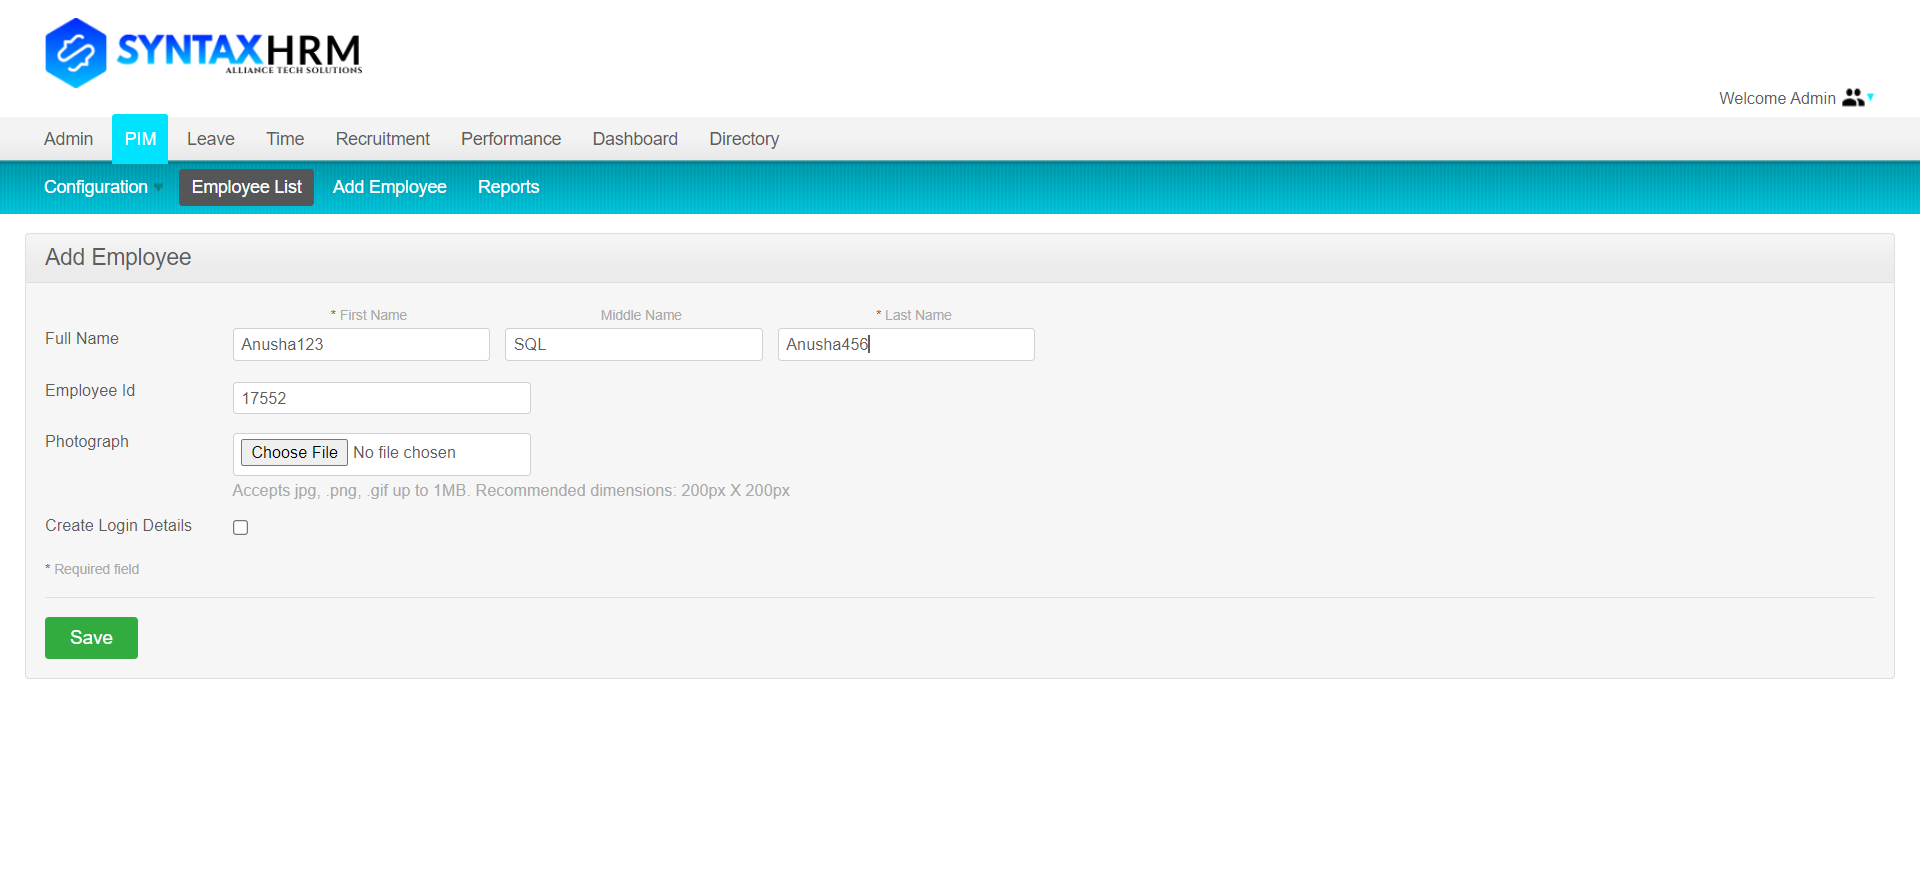 SYNTAXHRM
ALLIANCE TECH SOLUTIONS
Welcome Admin
Admin PIM Leave Time Recruitment Performance Dashboard Directory
Configuration Employee List Add Employee Reports
Add Employee
* First Name Middle Name * Last Name
Full Name Anusha123 SQL Anusha456
Employee Id 17552
Photograph Choose File No file chosen
Accepts jpg, .png, .gif up to 1MB. Recommended dimensions: 200px X 200px
Create Login Details
* Required field
Save